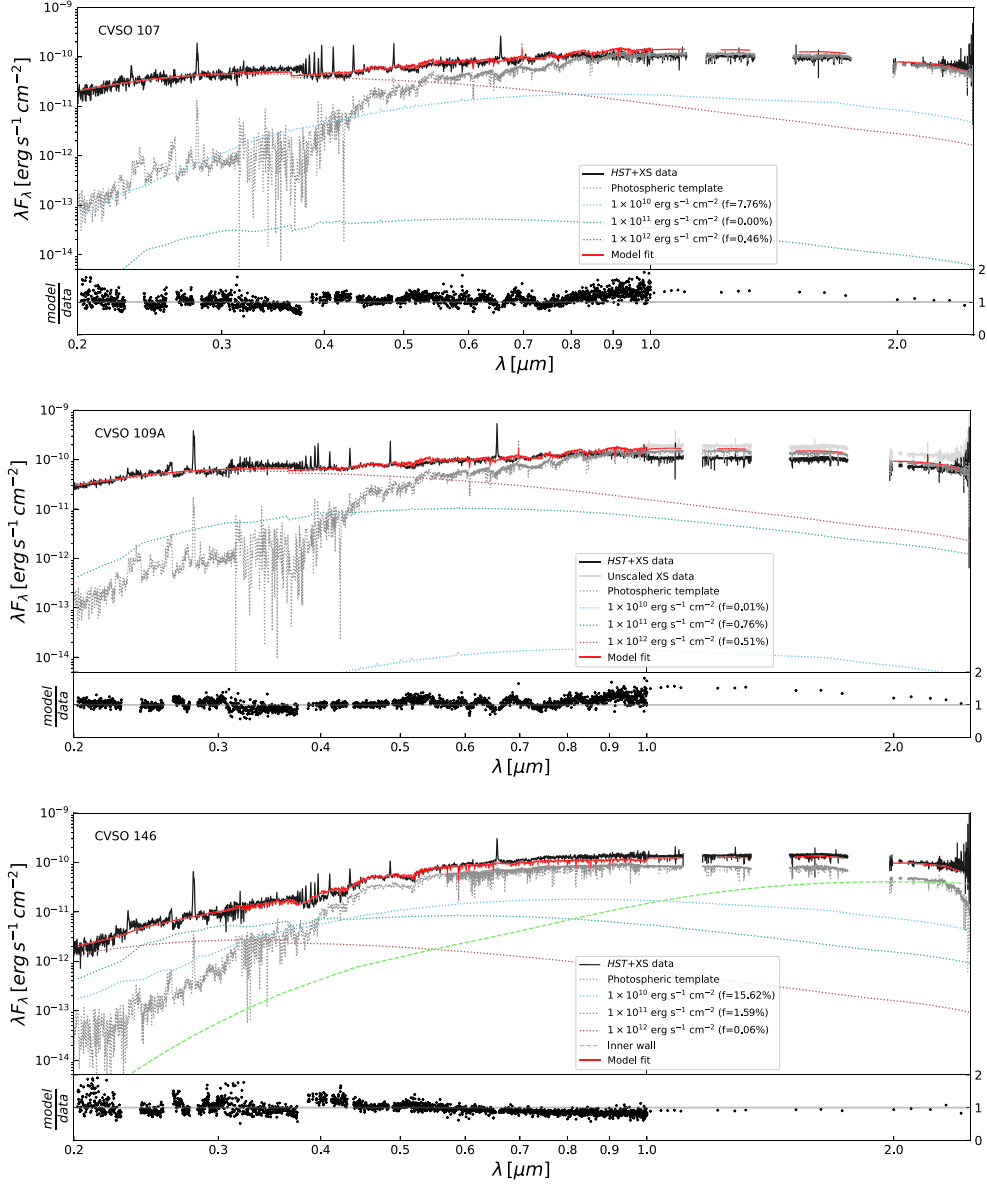 CVSO 107
10⁻¹⁰
10⁻¹¹
10⁻¹²
10⁻¹³
10⁻¹⁴
λFλ [erg s⁻¹ cm⁻²]
HST+XS data
Photospheric template
1 × 10¹⁰ erg s⁻¹ cm⁻² (f=7.76%)
1 × 10¹¹ erg s⁻¹ cm⁻² (f=0.00%)
1 × 10¹² erg s⁻¹ cm⁻² (f=0.46%)
Model fit
model
data
2
1
0
0.2 0.3 0.4 0.5 0.6 0.7 0.8 0.9 1.0 2.0
λ [μm]
10⁻⁹
CVSO 109A
10⁻¹⁰
10⁻¹¹
10⁻¹²
10⁻¹³
10⁻¹⁴
λFλ [erg s⁻¹ cm⁻²]
HST+XS data
Unscaled XS data
Photospheric template
1 × 10¹⁰ erg s⁻¹ cm⁻² (f=0.01%)
1 × 10¹¹ erg s⁻¹ cm⁻² (f=0.76%)
1 × 10¹² erg s⁻¹ cm⁻² (f=0.51%)
Model fit
model
data
2
1
0
0.2 0.3 0.4 0.5 0.6 0.7 0.8 0.9 1.0 2.0
λ [μm]
10⁻⁹
CVSO 146
10⁻¹⁰
10⁻¹¹
10⁻¹²
10⁻¹³
10⁻¹⁴
λFλ [erg s⁻¹ cm⁻²]
HST+XS data
Photospheric template
1 × 10¹⁰ erg s⁻¹ cm⁻² (f=15.62%)
1 × 10¹¹ erg s⁻¹ cm⁻² (f=1.59%)
1 × 10¹² erg s⁻¹ cm⁻² (f=0.06%)
Inner wall
Model fit
model
data
2
1
0
0.2 0.3 0.4 0.5 0.6 0.7 0.8 0.9 1.0 2.0
λ [μm]